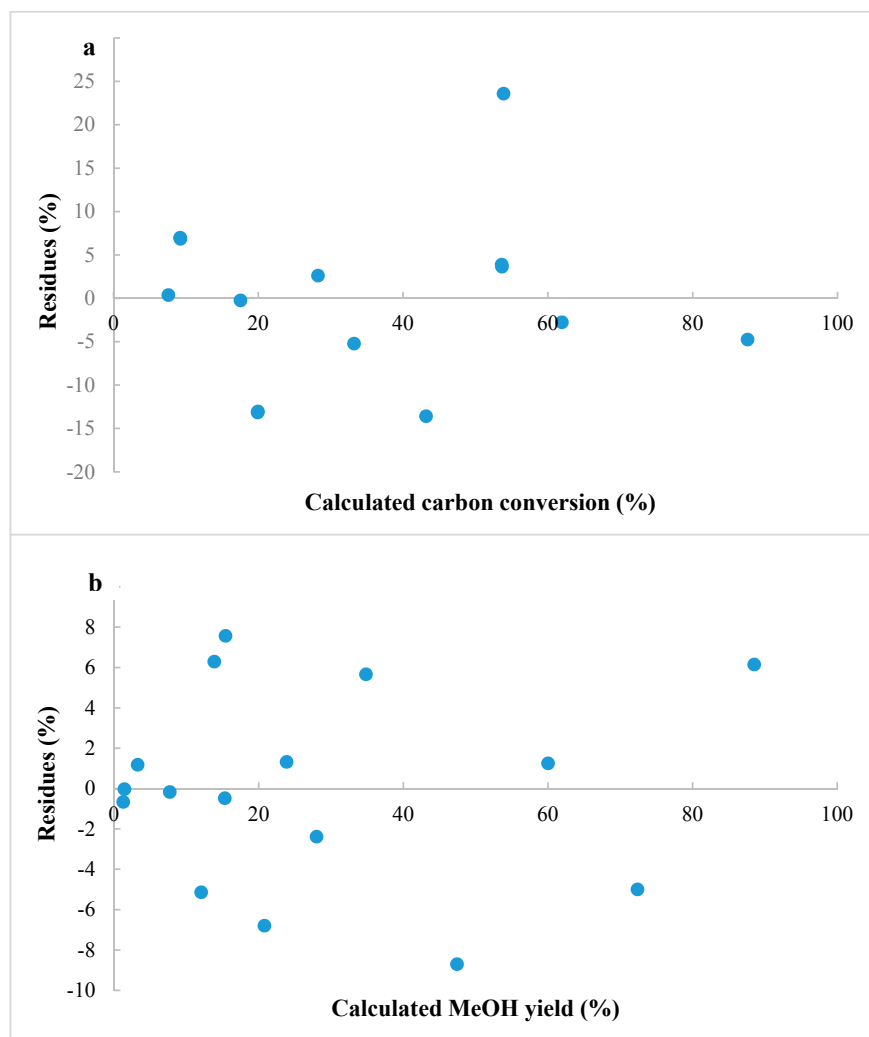 a
25
20
15
10
5
0
-5
-10
-15
-20
0 20 40 60 80 100
Residues (%)
Calculated carbon conversion (%)
b
8
6
4
2
0
-2
-4
-6
-8
-10
0 20 40 60 80 100
Residues (%)
Calculated MeOH yield (%)